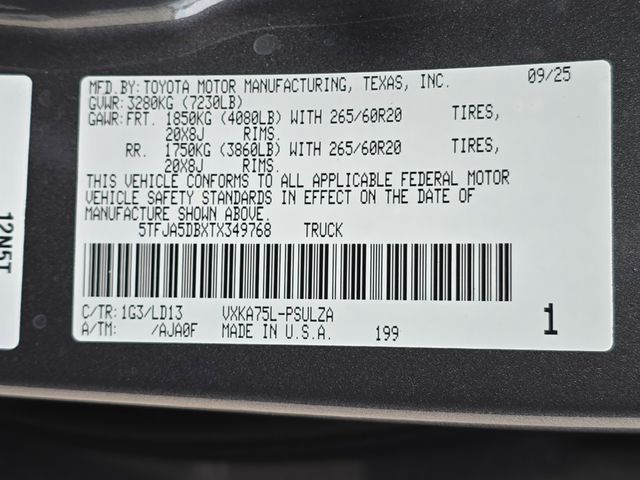 MFD.BY:TOYOTA MOTOR MANUFACTURING, TEXAS, INC. 09/25
GVWR:3280KG (7230LB)
GAWR:FRT. 1850KG (4080LB) WITH 265/60R20 TIRES,
20X8J RIMS.
RR. 1750KG (3860LB) WITH 265/60R20 TIRES,
20X8J RIMS.
THIS VEHICLE CONFORMS TO ALL APPLICABLE FEDERAL MOTOR
VEHICLE SAFETY STANDARDS IN EFFECT ON THE DATE OF
MANUFACTURE SHOWN ABOVE.
5TFJA5DBXTX349768 TRUCK
C/TR:1G3/LD13 VXKA75L-PSULZA
A/TM: /AJA0F MADE IN U.S.A. 199 1
12N5T